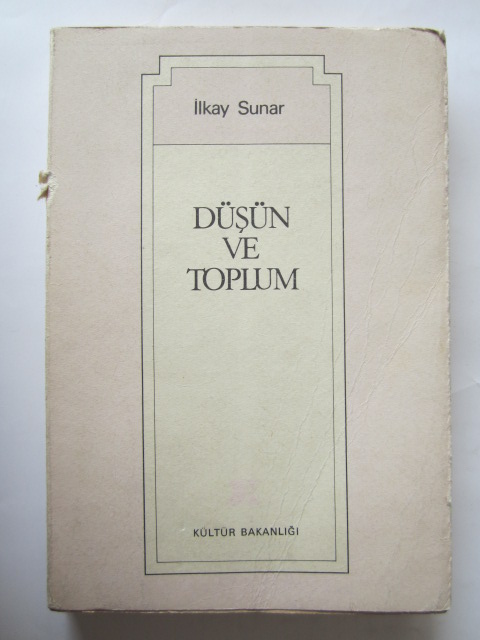 İlkay Sunar
DÜŞÜN
VE
TOPLUM
KÜLTÜR BAKANLIĞI